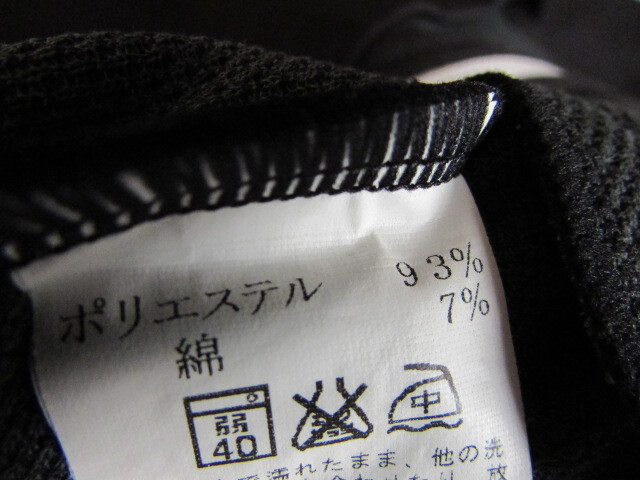 ポリエステル 93%
綿 7%
弱
40
中
濡れたまま、他の洗